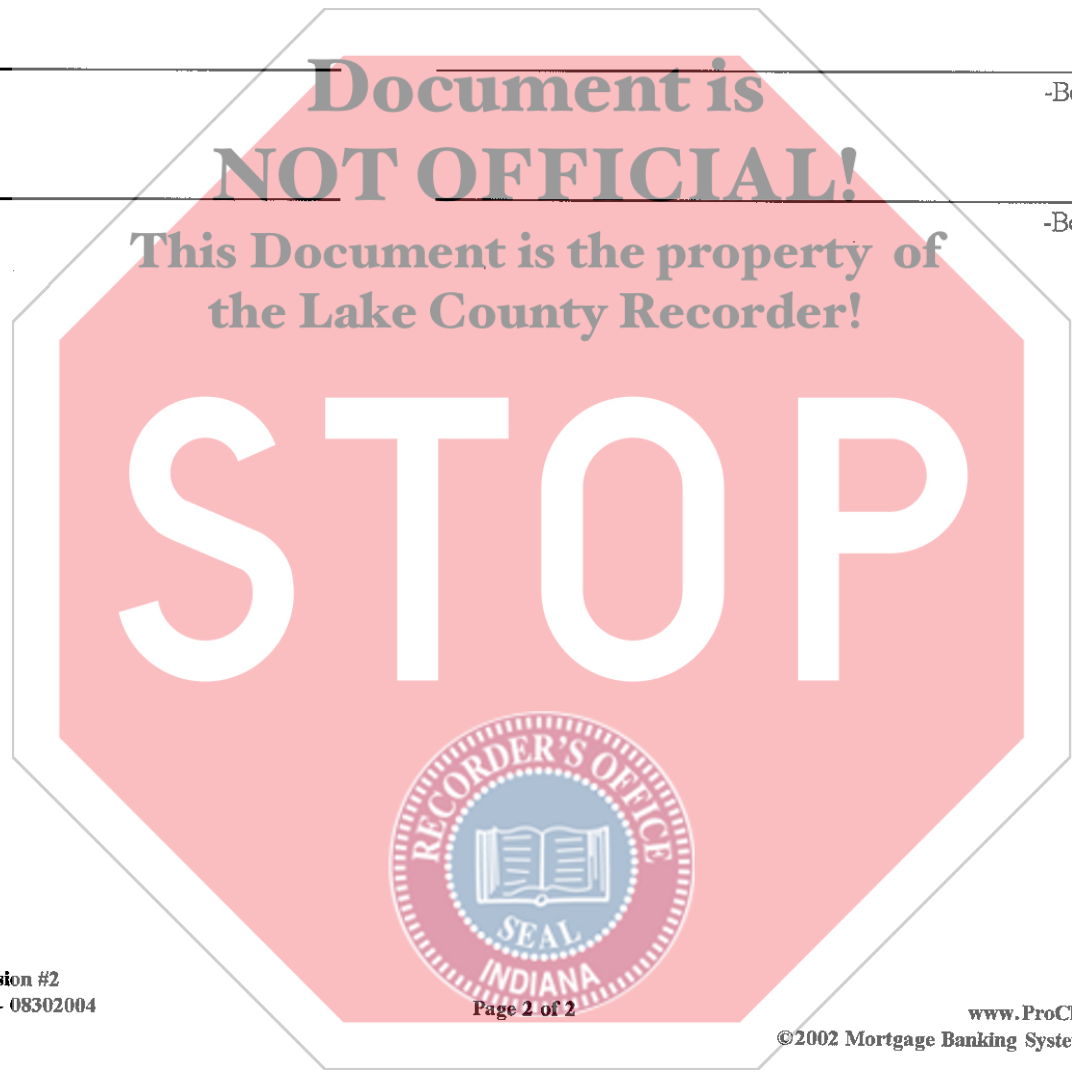 Document is
-Bo
NOT OFFICIAL!
-Bo
This Document is the property of
the Lake County Recorder!
STOP
RECORDER'S OFFICE
SEAL
INDIANA
sion #2
- 08302004
Page 2 of 2
www.ProCl
©2002 Mortgage Banking Syste